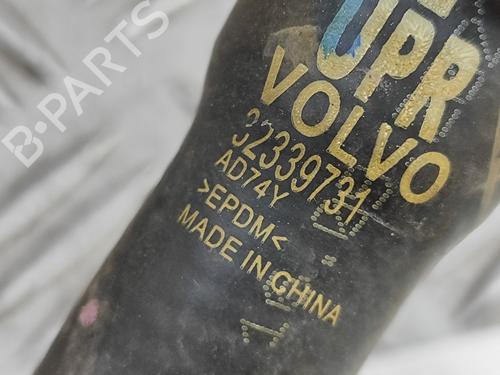 UPR
VOLVO
32339731
AD74Y
>EPDM<
MADE IN CHINA
B-PARTS